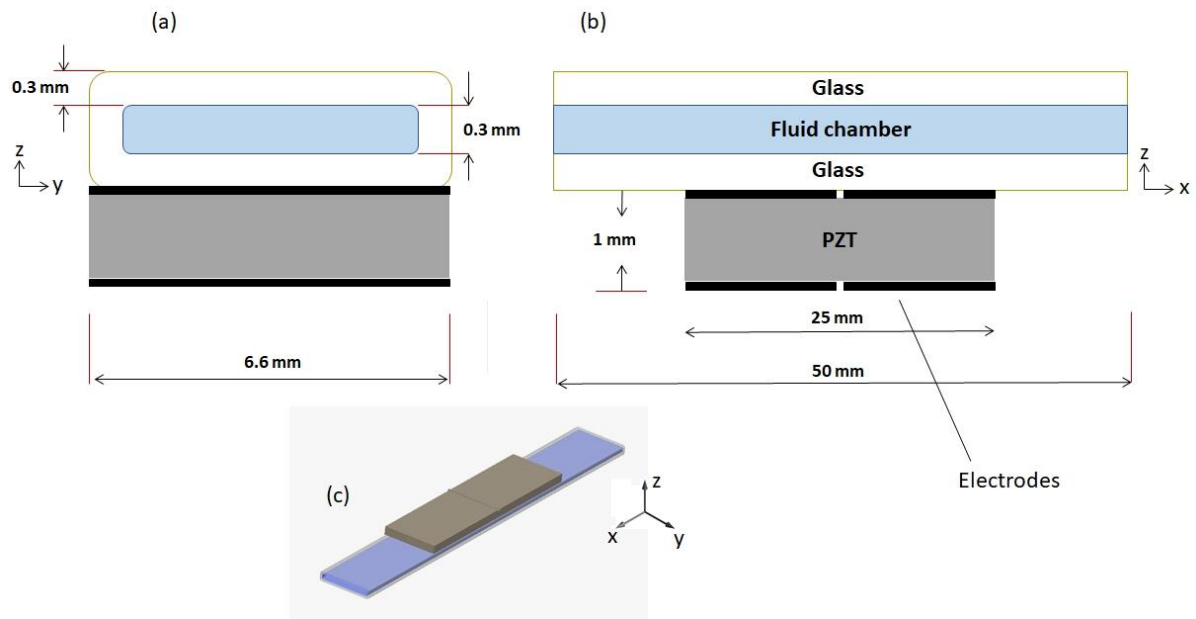 (a)
(b)
0.3 mm
Glass
0.3 mm
Fluid chamber
z
y
Glass
z
x
1 mm
PZT
25 mm
6.6 mm
50 mm
Electrodes
(c)
z
x
y